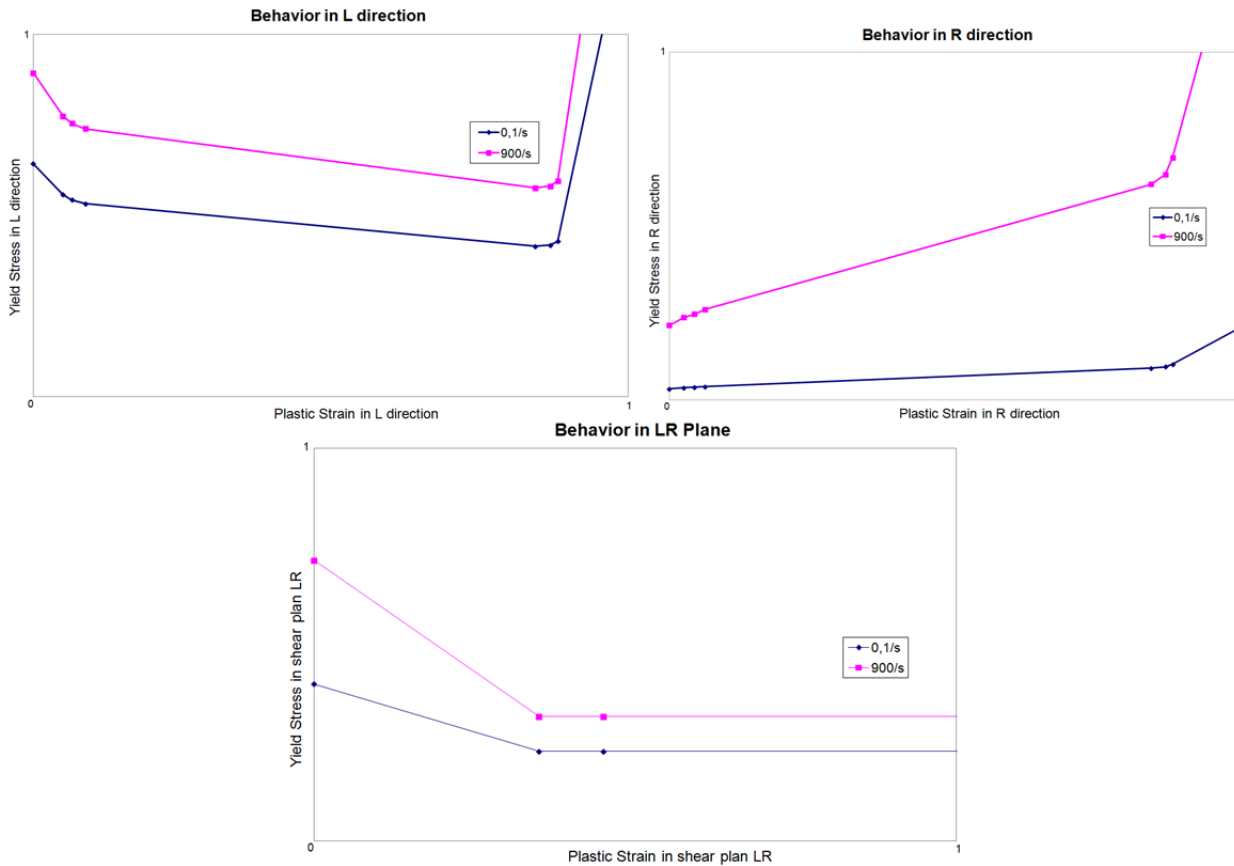 Behavior in L direction
1
Yield Stress in L direction
0,1/s
900/s
0
Plastic Strain in L direction
1
Behavior in R direction
1
Yield Stress in R direction
0,1/s
900/s
0
Plastic Strain in R direction
Behavior in LR Plane
1
Yield Stress in shear plan LR
0,1/s
900/s
0
Plastic Strain in shear plan LR
1